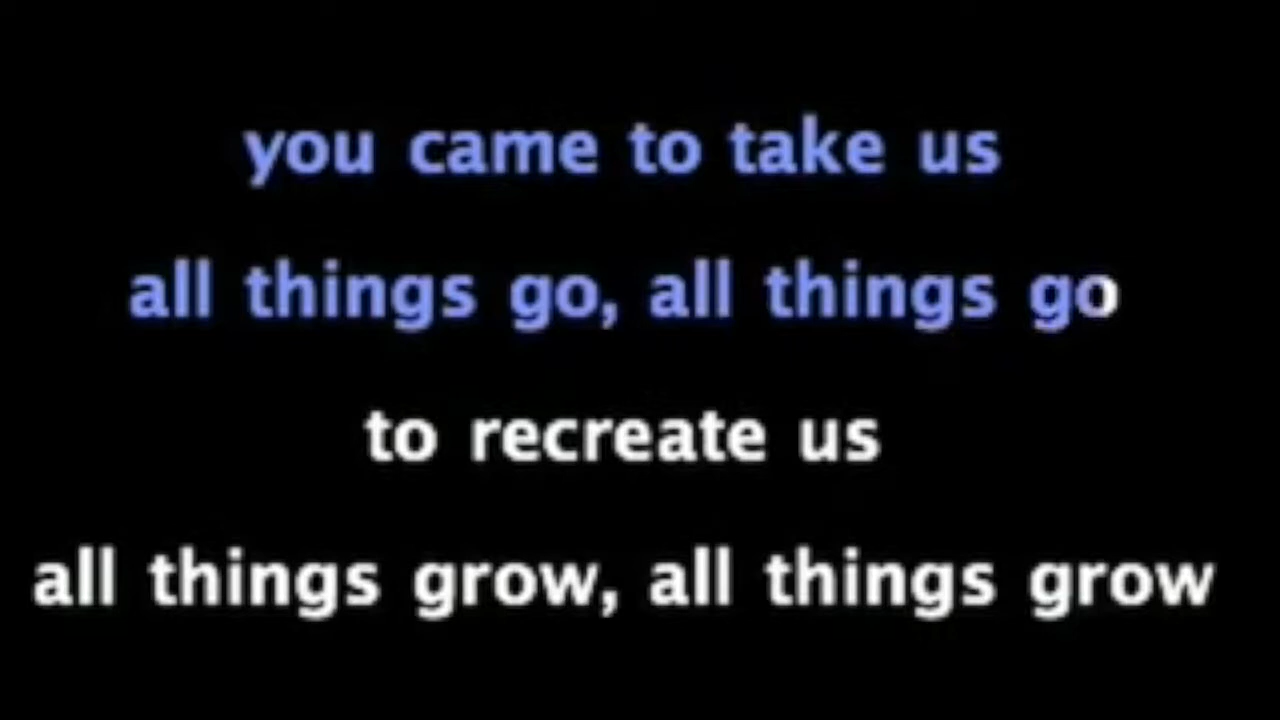 you came to take us
all things go, all things go
to recreate us
all things grow, all things grow